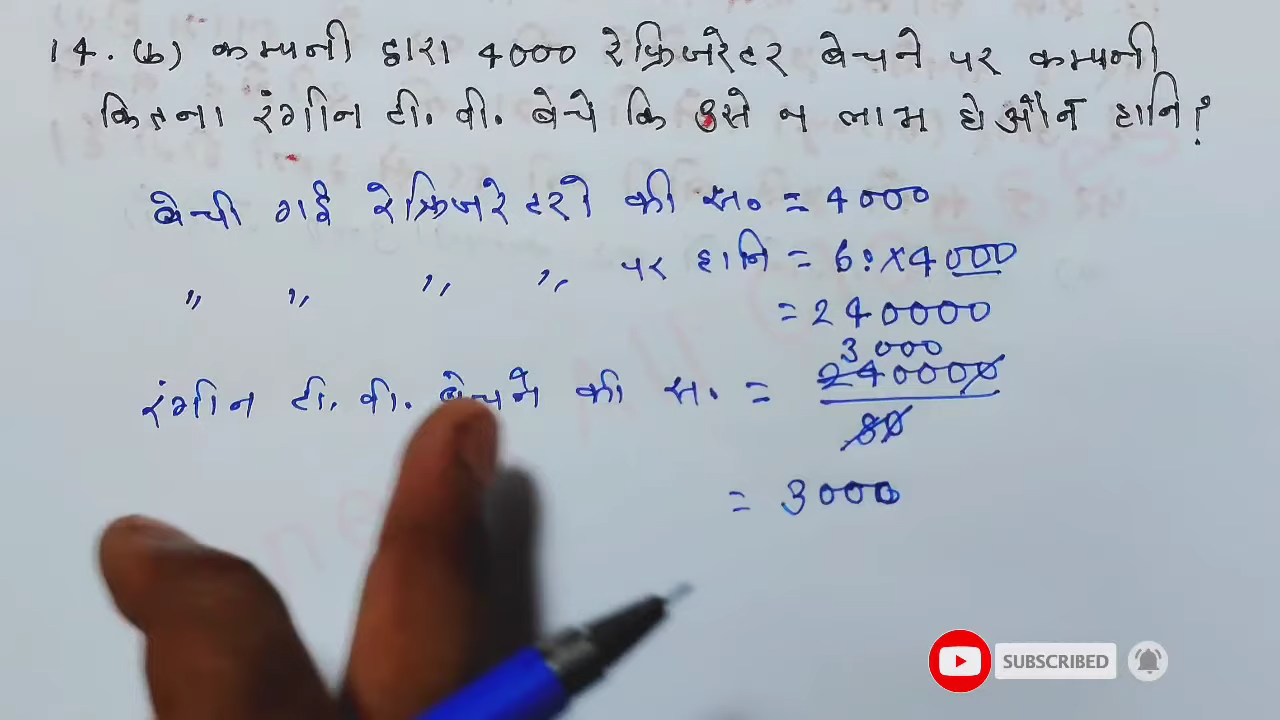 14. (b) कम्पनी द्वारा 4000 रेफ्रिजरेटर बेचने पर कम्पनी
कितना रंगीन टी. वी. बेचे कि उसे न लाभ हो और न हानि?
बेची गई रेफ्रिजरेटरो की स० = 4000
,, ,, ,, ,, पर हानि = 60 × 4000
= 240000
3000
रंगीन टी. वी. बेचने की स. = 240000
80
= 3000
SUBSCRIBED